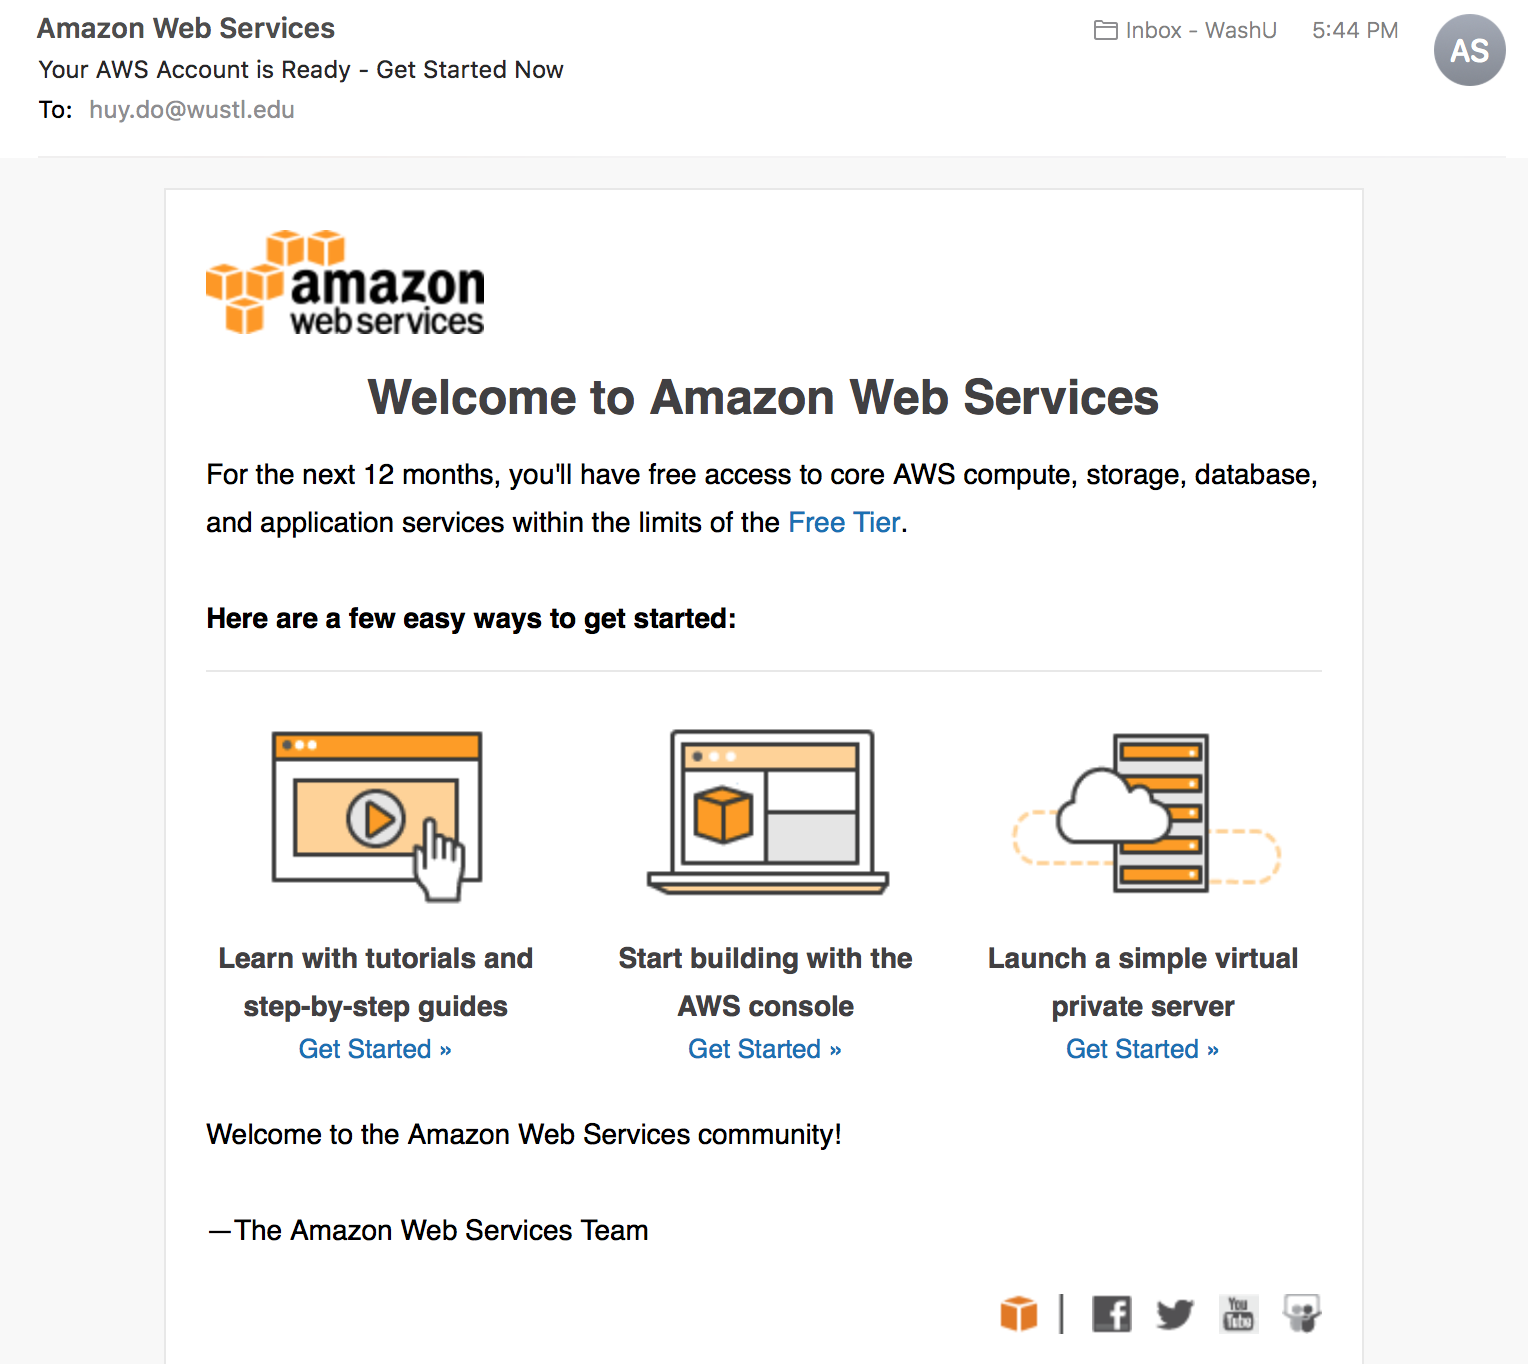 Amazon Web Services
Inbox - WashU
5:44 PM
AS
Your AWS Account is Ready - Get Started Now
To: huy.do@wustl.edu
amazon
web services
Welcome to Amazon Web Services
For the next 12 months, you'll have free access to core AWS compute, storage, database,
and application services within the limits of the Free Tier.
Here are a few easy ways to get started:
Learn with tutorials and
step-by-step guides
Get Started »
Start building with the
AWS console
Get Started »
Launch a simple virtual
private server
Get Started »
Welcome to the Amazon Web Services community!
—The Amazon Web Services Team
f
You
Tube